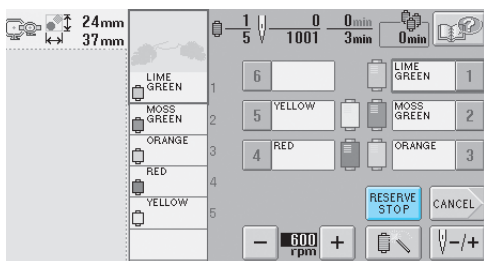 24mm
37mm
1
5
0
1001
0min
3min
0min
LIME
GREEN
1
MOSS
GREEN
2
ORANGE
3
RED
4
YELLOW
5
6
LIME
GREEN
1
5
YELLOW
MOSS
GREEN
2
4
RED
ORANGE
3
RESERVE
STOP
CANCEL
−
600
rpm
+
−/+